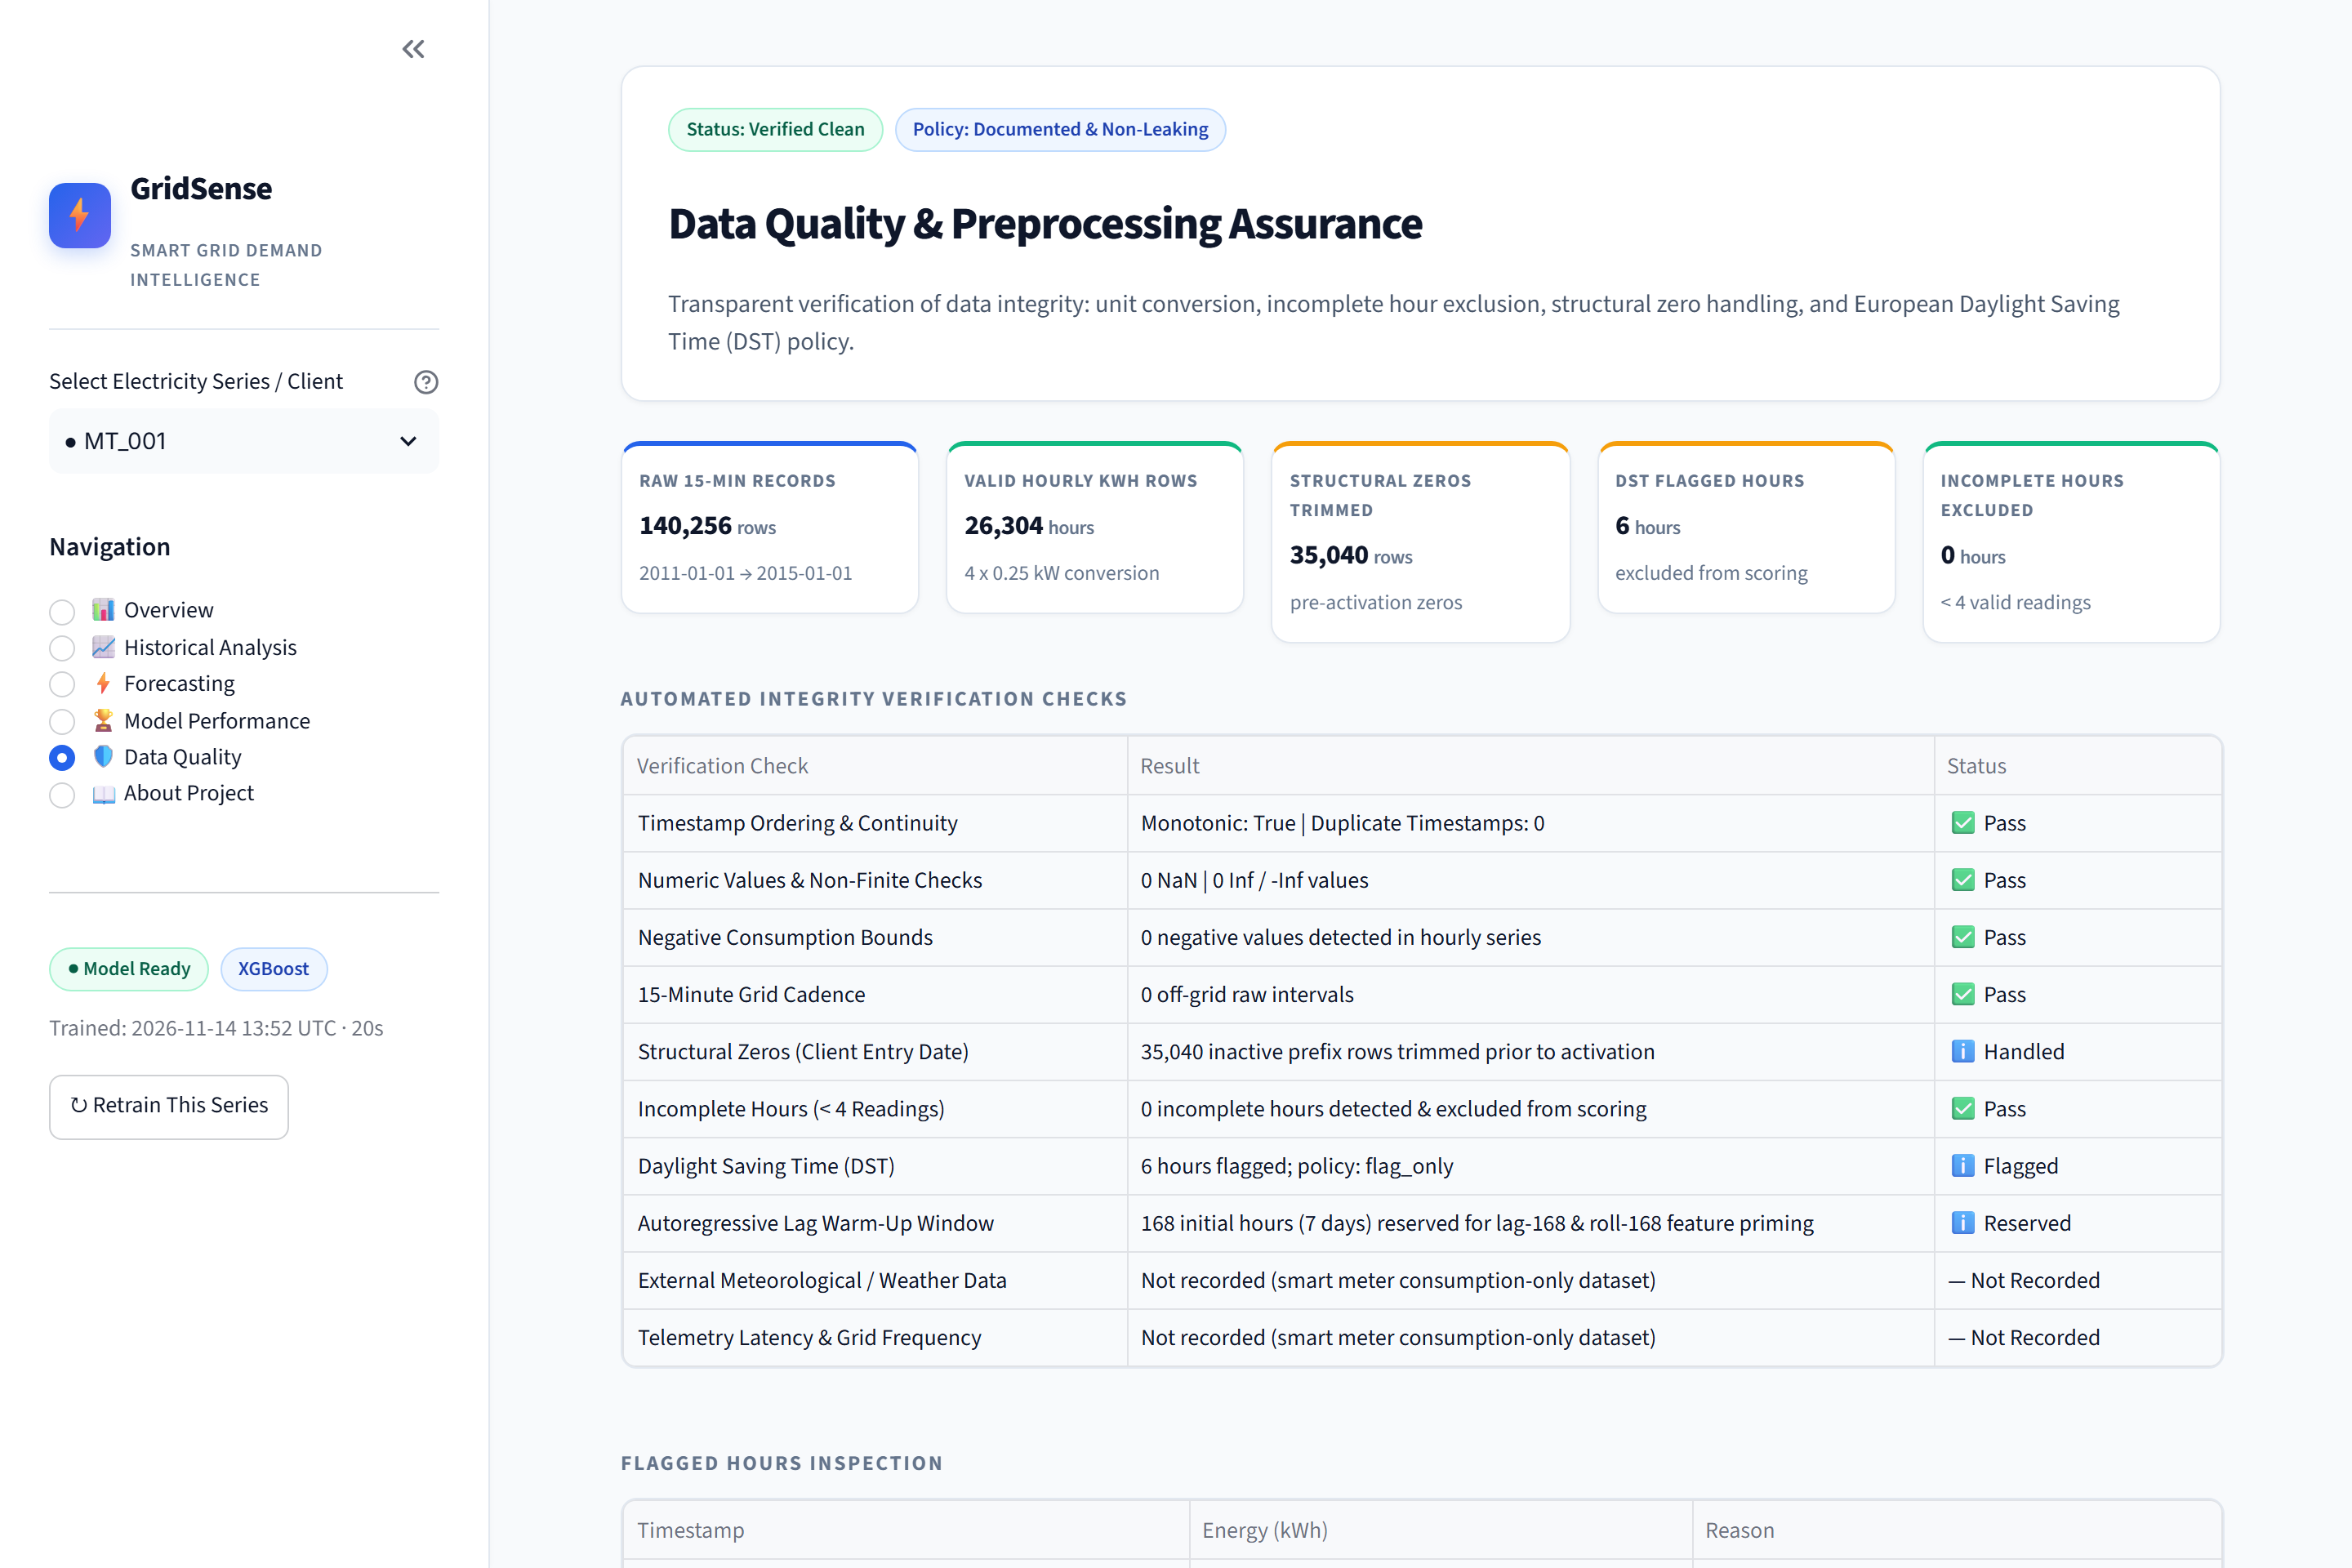 GridSense
SMART GRID DEMAND
INTELLIGENCE
Select Electricity Series / Client
● MT_001
Navigation
Overview
Historical Analysis
Forecasting
Model Performance
Data Quality
About Project
● Model Ready
XGBoost
Trained: 2026-11-14 13:52 UTC · 20s
↻ Retrain This Series
Status: Verified Clean
Policy: Documented & Non-Leaking
Data Quality & Preprocessing Assurance
Transparent verification of data integrity: unit conversion, incomplete hour exclusion, structural zero handling, and European Daylight Saving
Time (DST) policy.
RAW 15-MIN RECORDS
140,256 rows
2011-01-01 → 2015-01-01
VALID HOURLY KWH ROWS
26,304 hours
4 x 0.25 kW conversion
STRUCTURAL ZEROS
TRIMMED
35,040 rows
pre-activation zeros
DST FLAGGED HOURS
6 hours
excluded from scoring
INCOMPLETE HOURS
EXCLUDED
0 hours
< 4 valid readings
AUTOMATED INTEGRITY VERIFICATION CHECKS
Verification Check Result Status
Timestamp Ordering & Continuity Monotonic: True | Duplicate Timestamps: 0 ✅ Pass
Numeric Values & Non-Finite Checks 0 NaN | 0 Inf / -Inf values ✅ Pass
Negative Consumption Bounds 0 negative values detected in hourly series ✅ Pass
15-Minute Grid Cadence 0 off-grid raw intervals ✅ Pass
Structural Zeros (Client Entry Date) 35,040 inactive prefix rows trimmed prior to activation ℹ️ Handled
Incomplete Hours (< 4 Readings) 0 incomplete hours detected & excluded from scoring ✅ Pass
Daylight Saving Time (DST) 6 hours flagged; policy: flag_only ℹ️ Flagged
Autoregressive Lag Warm-Up Window 168 initial hours (7 days) reserved for lag-168 & roll-168 feature priming ℹ️ Reserved
External Meteorological / Weather Data Not recorded (smart meter consumption-only dataset) — Not Recorded
Telemetry Latency & Grid Frequency Not recorded (smart meter consumption-only dataset) — Not Recorded
FLAGGED HOURS INSPECTION
Timestamp Energy (kWh) Reason